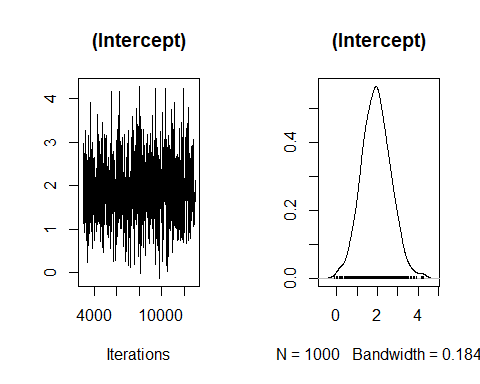 (Intercept)
0 1 2 3 4
4000 10000
Iterations
(Intercept)
0.0 0.2 0.4
0 2 4
N = 1000 Bandwidth = 0.184